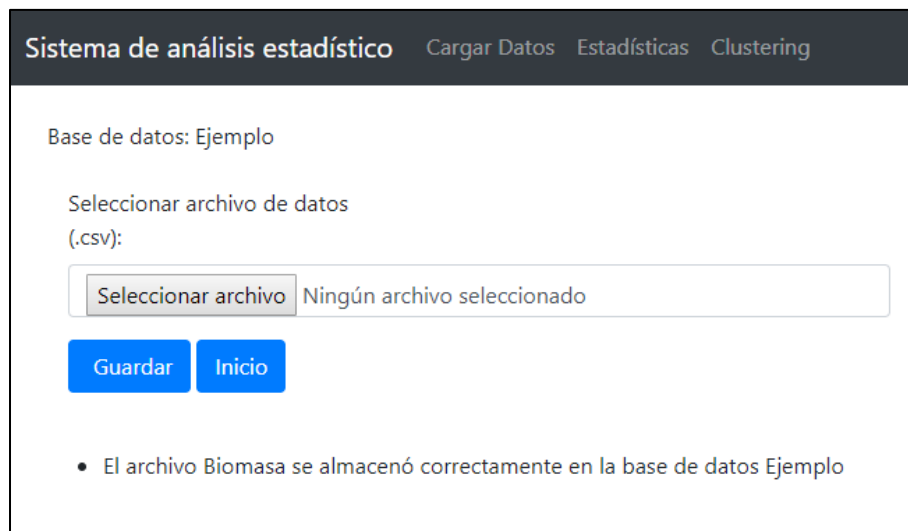 Sistema de análisis estadístico Cargar Datos Estadísticas Clustering
Base de datos: Ejemplo
Seleccionar archivo de datos
(.csv):
Seleccionar archivo Ningún archivo seleccionado
Guardar Inicio
• El archivo Biomasa se almacenó correctamente en la base de datos Ejemplo